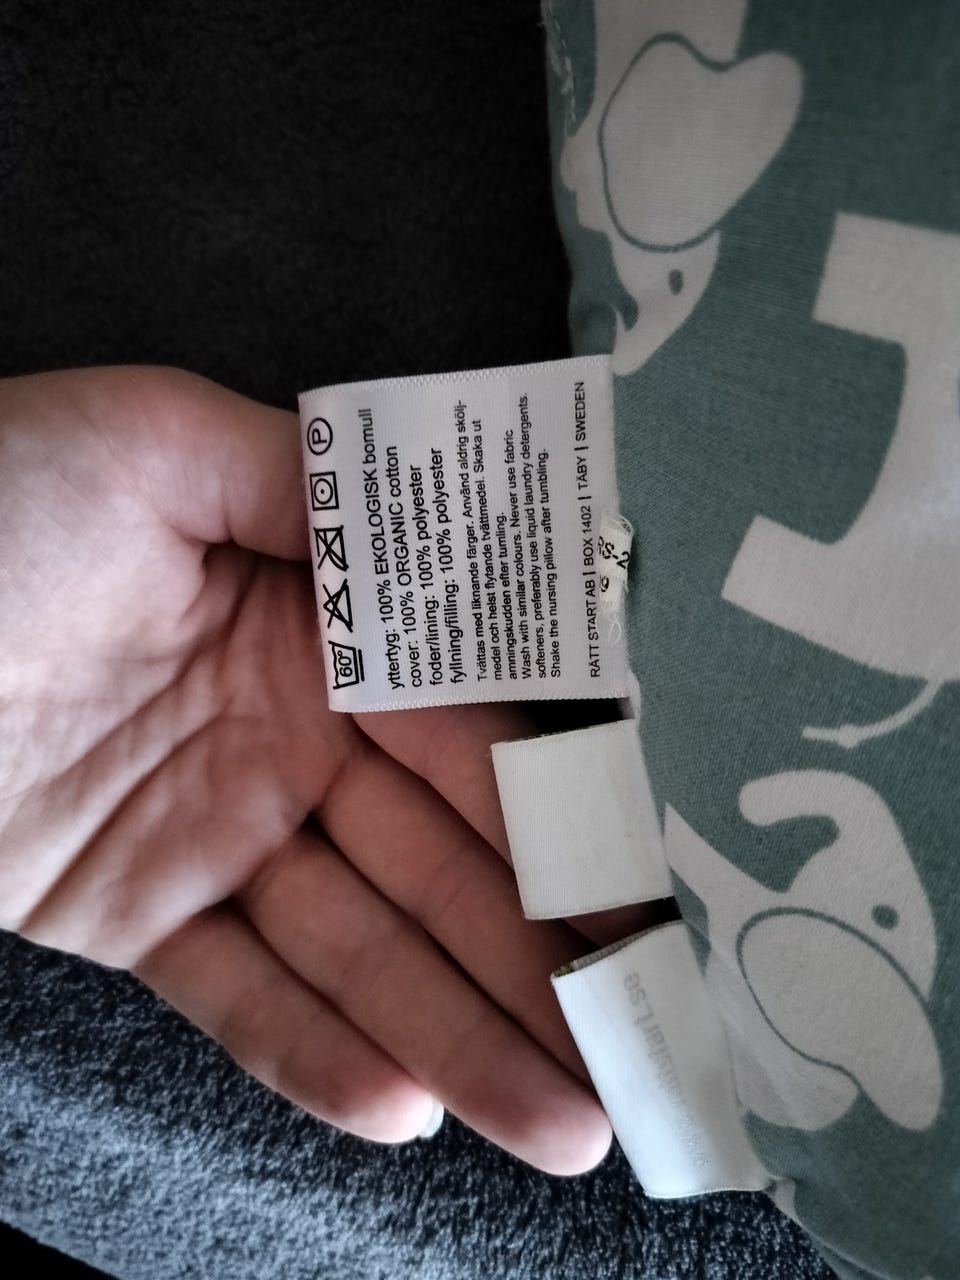 60°
P
yttertyg: 100% EKOLOGISK bomull
cover: 100% ORGANIC cotton
foder/lining: 100% polyester
fyllning/filling: 100% polyester
Tvättas med liknande färger. Använd aldrig skölj-
medel och helst flytande tvättmedel. Skaka ut
amningskudden efter tumling.
Wash with similar colours. Never use fabric
softeners, preferably use liquid laundry detergents.
Shake the nursing pillow after tumbling.
RÄTT START AB | BOX 1402 | TÄBY | SWEDEN